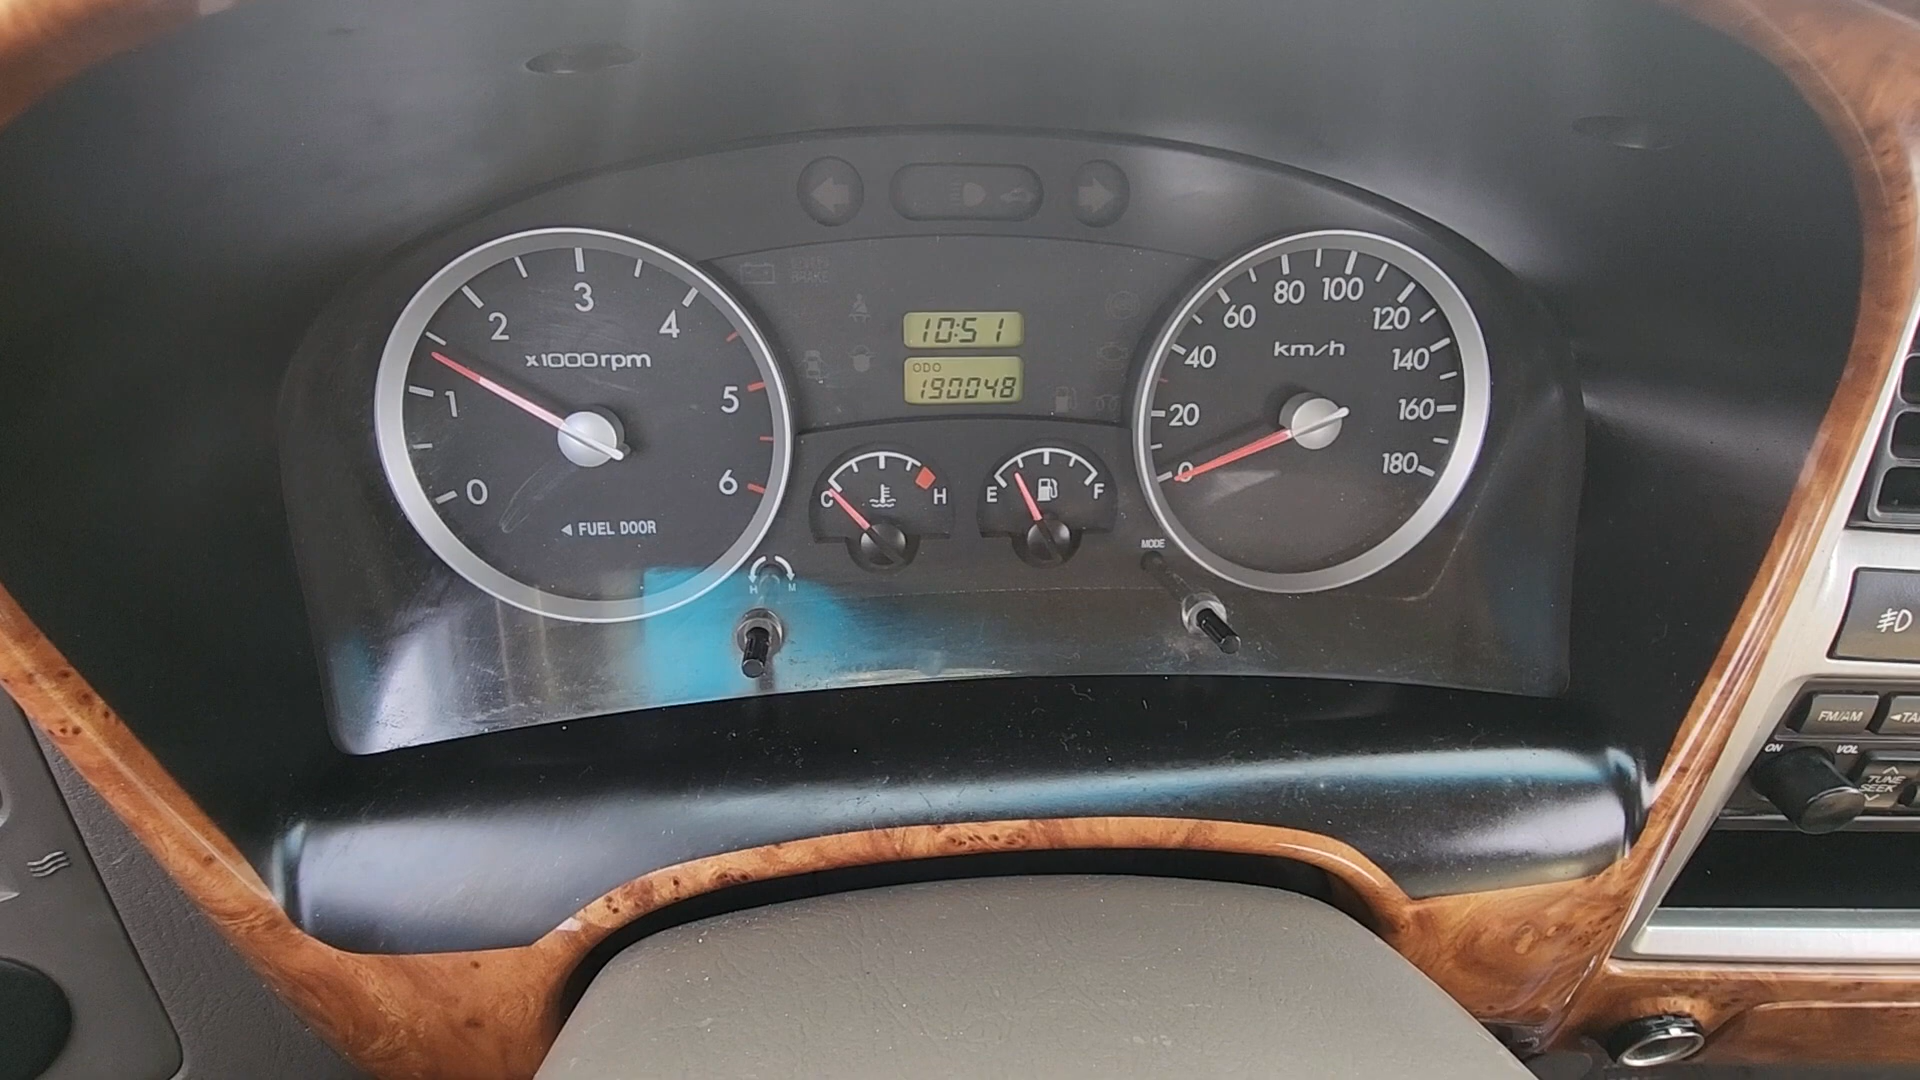 BRAKE
10:51
ODO
190048
0
1
2
3
4
5
6
x1000rpm
◄ FUEL DOOR
C
H
E
F
0
20
40
60
80
100
120
140
160
180
km/h
H
M
MODE
FM/AM
ON
VOL
TUNE
SEEK